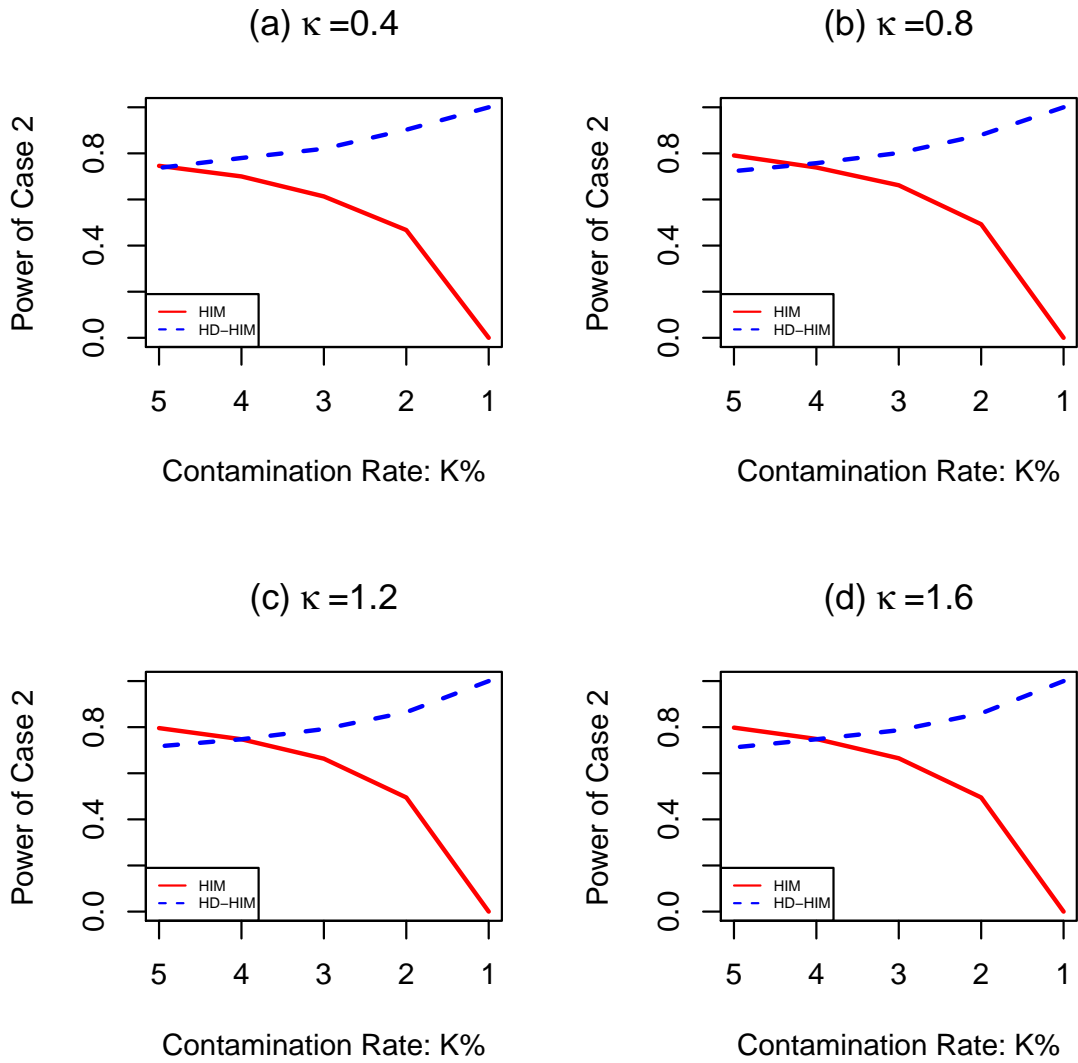 (a) κ =0.4
Power of Case 2
0.0 0.4 0.8
HIM
HD−HIM
5 4 3 2 1
Contamination Rate: K%
(b) κ =0.8
Power of Case 2
0.0 0.4 0.8
HIM
HD−HIM
5 4 3 2 1
Contamination Rate: K%
(c) κ =1.2
Power of Case 2
0.0 0.4 0.8
HIM
HD−HIM
5 4 3 2 1
Contamination Rate: K%
(d) κ =1.6
Power of Case 2
0.0 0.4 0.8
HIM
HD−HIM
5 4 3 2 1
Contamination Rate: K%